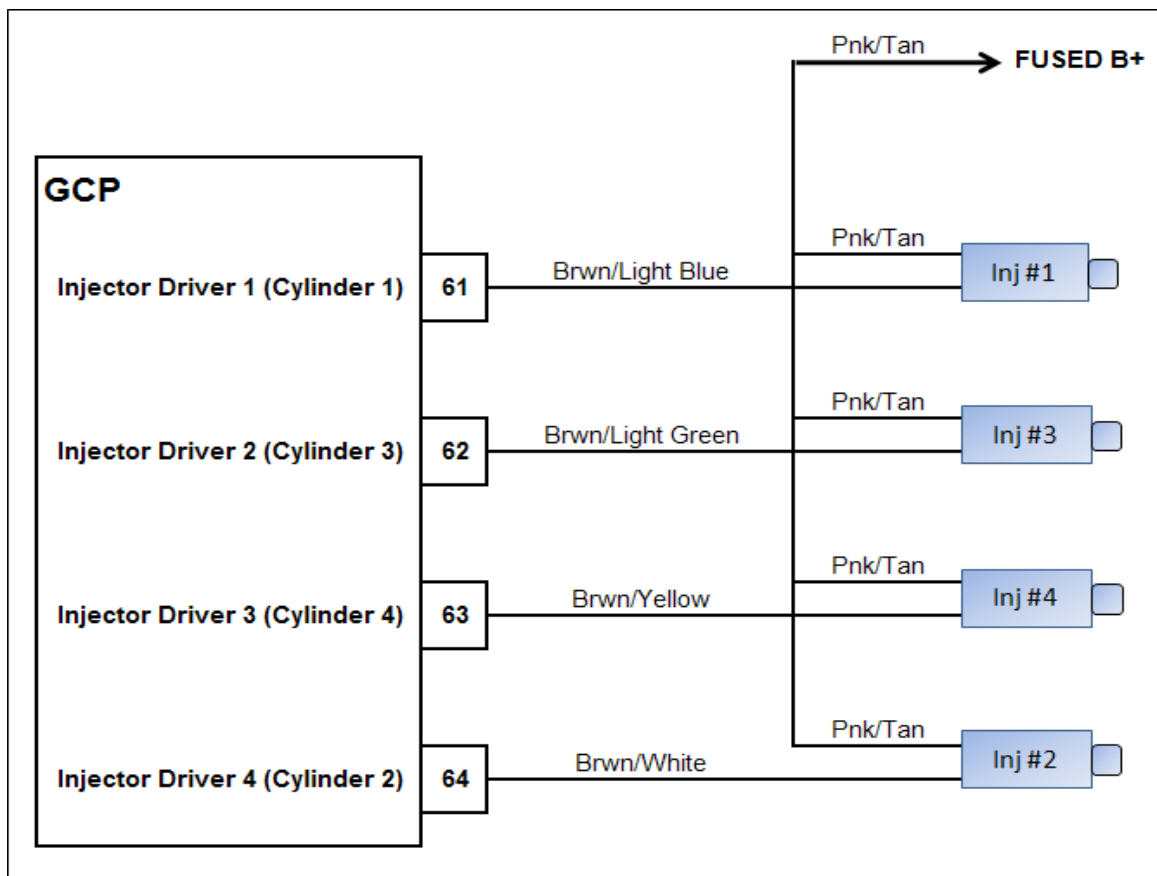 Pnk/Tan
FUSED B+
GCP
Pnk/Tan
Injector Driver 1 (Cylinder 1)
61
Brwn/Light Blue
Inj #1
Pnk/Tan
Injector Driver 2 (Cylinder 3)
62
Brwn/Light Green
Inj #3
Pnk/Tan
Injector Driver 3 (Cylinder 4)
63
Brwn/Yellow
Inj #4
Pnk/Tan
Injector Driver 4 (Cylinder 2)
64
Brwn/White
Inj #2